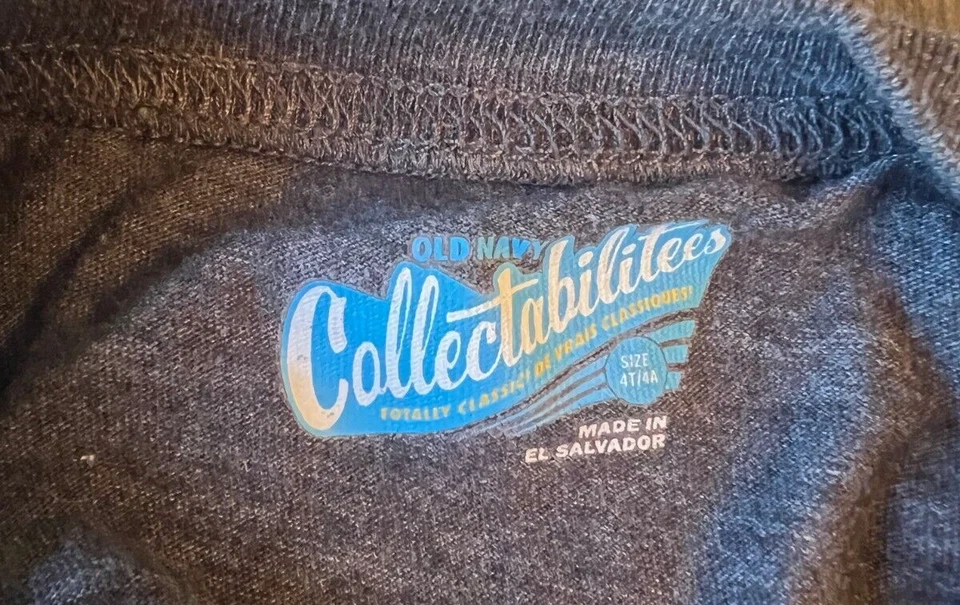 OLD NAVY
Collectabilitees
TOTALLY CLASSIC! DE VRAIS CLASSIQUES!
SIZE
4T/4A
MADE IN
EL SALVADOR